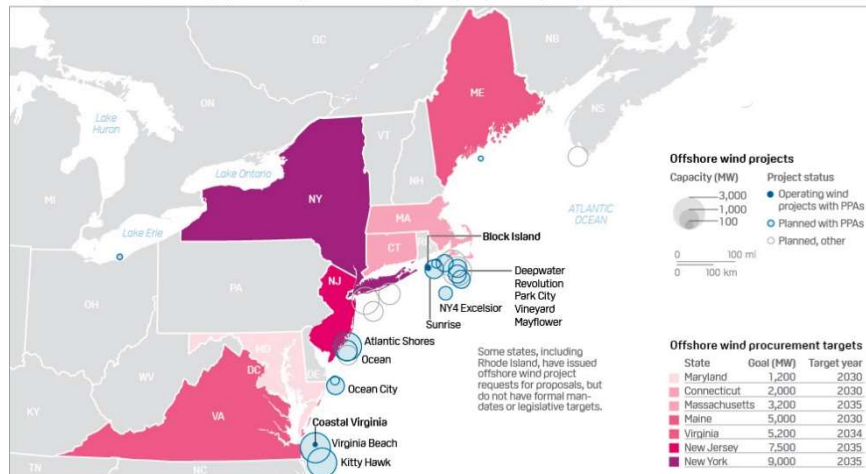 QC
NB
ME
NS
ON
Lake
Huron
VT
NH
Lake Ontario
NY
MI
MA
CT
Lake Erie
ATLANTIC
OCEAN
Block Island
PA
NJ
OH
Deepwater
Revolution
Park City
Vineyard
Mayflower
NY4 Excelsior
Sunrise
Atlantic Shores
Ocean
MD
DC
DE
WV
Ocean City
KY
VA
Coastal Virginia
Virginia Beach
Kitty Hawk
TN
NC
Some states, including
Rhode Island, have issued
offshore wind project
requests for proposals, but
do not have formal man-
dates or legislative targets.
Offshore wind projects
Capacity (MW)
3,000
1,000
100
Project status
Operating wind
projects with PPAs
Planned with PPAs
Planned, other
0 100 mi
0 100 km
Offshore wind procurement targets
State Goal (MW) Target year
Maryland 1,200 2030
Connecticut 2,000 2030
Massachusetts 3,200 2035
Maine 5,000 2030
Virginia 5,200 2034
New Jersey 7,500 2035
New York 9,000 2035